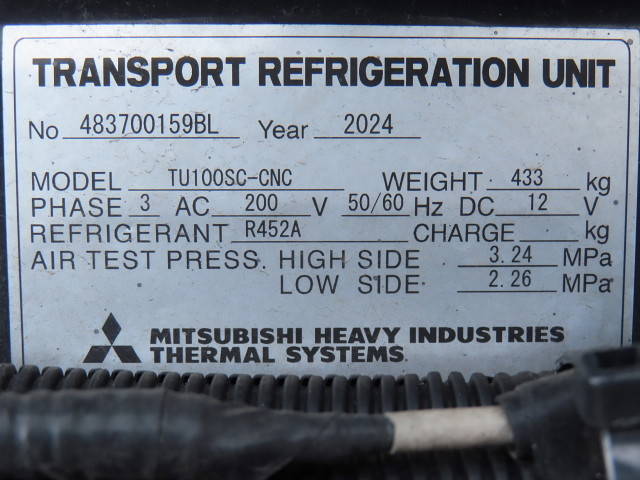 TRANSPORT REFRIGERATION UNIT
No 483700159BL Year 2024
MODEL TU100SC-CNC WEIGHT 433 kg
PHASE 3 AC 200 V 50/60 Hz DC 12 V
REFRIGERANT R452A CHARGE kg
AIR TEST PRESS. HIGH SIDE 3.24 MPa
LOW SIDE 2.26 MPa
MITSUBISHI HEAVY INDUSTRIES
THERMAL SYSTEMS.